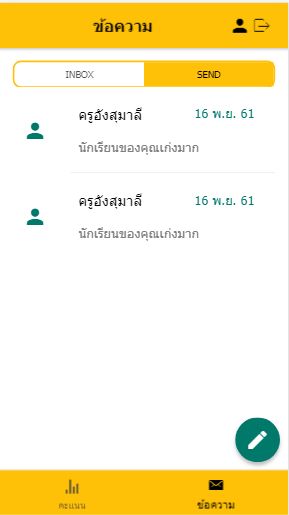 ข้อความ
INBOX SEND
ครูอังสุมาลี 16 พ.ย. 61
นักเรียนของคุณเก่งมาก
ครูอังสุมาลี 16 พ.ย. 61
นักเรียนของคุณเก่งมาก
คะแนน ข้อความ